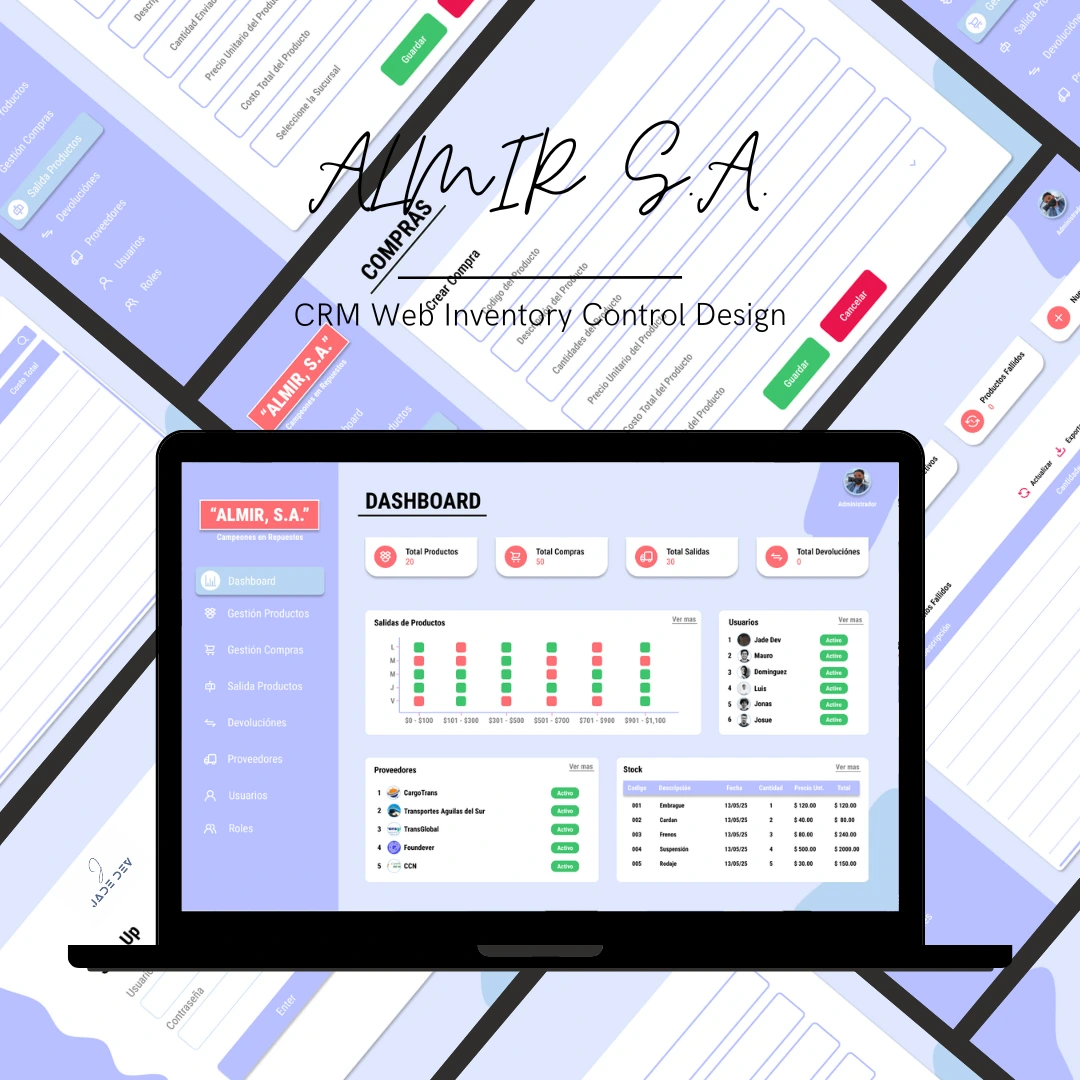 Cantidad Enviada
Precio Unitario del Producto
Costo Total del Producto
Seleccione la Sucursal
Guardar
Productos
Gestión Compras
Salida Productos
Devoluciónes
Proveedores
Usuarios
Roles
Salida
Devoluciónes
ALMIR S.A.
COMPRAS
Crear Compra
CRM Web Inventory Control Design
Codigo del Producto
Descripción del Producto
Cantidades del Producto
Precio Unitario del Producto
Costo Total del Producto
del Producto
Cancelar
Guardar
"ALMIR, S.A."
Campeones en Repuestos
Costo Total
Productos Fallidos
0
Actualizar
Exportar
Descripción
"ALMIR, S.A."
Campeones en Repuestos
Dashboard
Gestión Productos
Gestión Compras
Salida Productos
Devoluciónes
Proveedores
Usuarios
Roles
DASHBOARD
Administrador
Total Productos
20
Total Compras
50
Total Salidas
30
Total Devoluciónes
0
Salidas de Productos
Ver mas
L
M
M
J
V
$0 - $100 $101 - $300 $301 - $500 $501 - $700 $701 - $900 $901 - $1,100
Usuarios
Ver mas
1 Jade Dev Activo
2 Mauro Activo
3 Deminguez Activo
4 Luis Activo
5 Jonas Activo
6 Josue Activo
Proveedores
Ver mas
1 CargoTrans Activo
2 Transportes Aguilas del Sur Activo
3 TransGlobal Activo
4 Foundever Activo
5 CCN Activo
Stock
Ver mas
Codigo Descripción Fecha Cantidad Precio Unt. Total
001 Embrague 13/05/25 1 $ 120.00 $ 120.00
002 Cardan 13/05/25 2 $ 40.00 $ 80.00
003 Frenos 13/05/25 3 $ 80.00 $ 240.00
004 Suspensión 13/05/25 4 $ 500.00 $ 2000.00
005 Rodaje 13/05/25 5 $ 30.00 $ 150.00
JADE DEV
Up
Usuario
Contraseña
Enter